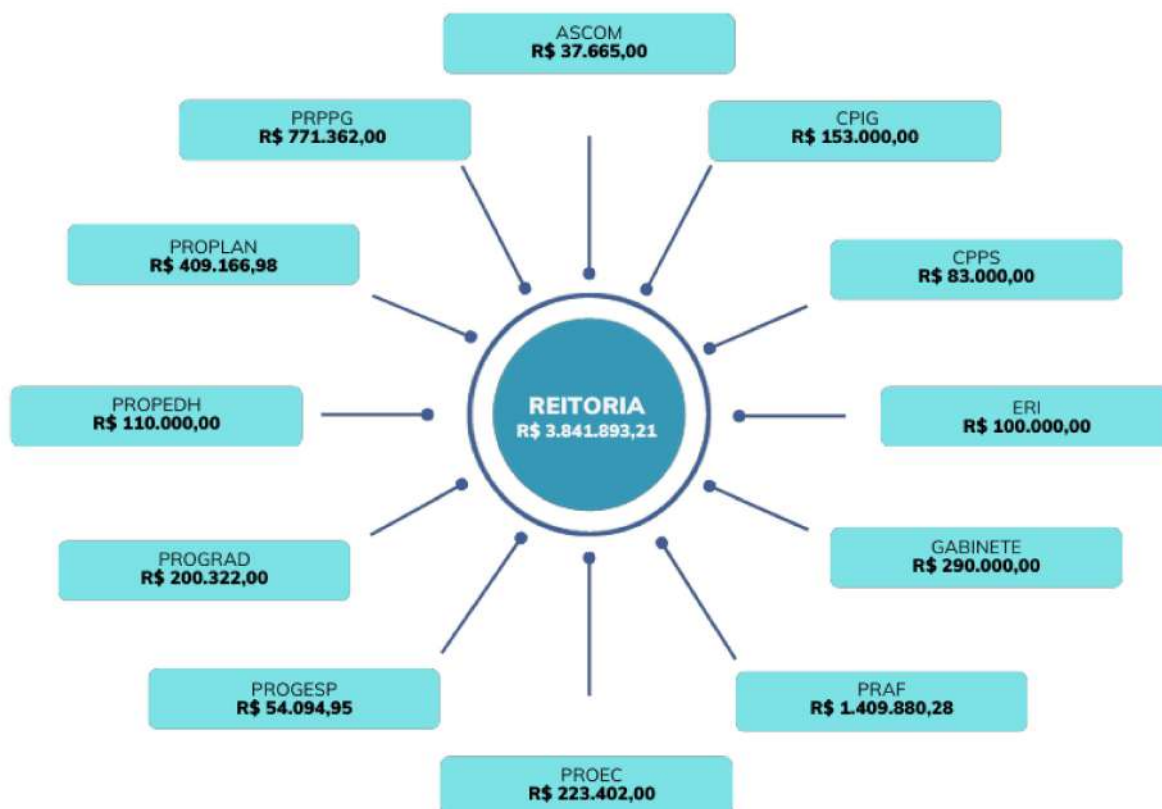 ASCOM
R$ 37.665,00
PRPPG
R$ 771.362,00
CPIG
R$ 153.000,00
PROPLAN
R$ 409.166,98
CPPS
R$ 83.000,00
PROPEDH
R$ 110.000,00
REITORIA
R$ 3.841.893,21
ERI
R$ 100.000,00
PROGRAD
R$ 200.322,00
GABINETE
R$ 290.000,00
PROGESP
R$ 54.094,95
PRAF
R$ 1.409.880,28
PROEC
R$ 223.402,00